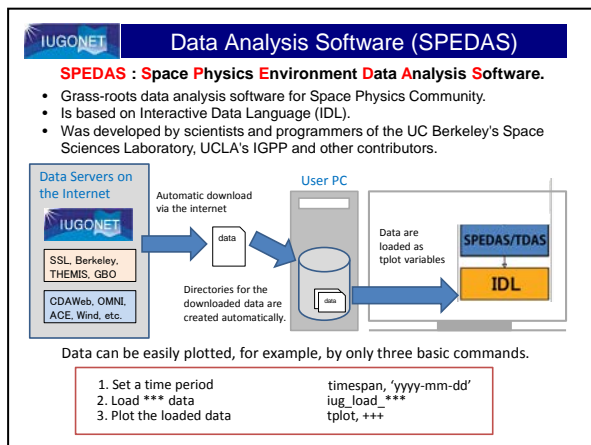 IUGONET
Data Analysis Software (SPEDAS)
SPEDAS : Space Physics Environment Data Analysis Software.
• Grass-roots data analysis software for Space Physics Community.
• Is based on Interactive Data Language (IDL).
• Was developed by scientists and programmers of the UC Berkeley's Space
Sciences Laboratory, UCLA's IGPP and other contributors.
Data Servers on
the Internet
IUGONET
SSL, Berkeley,
THEMIS, GBO
CDAWeb, OMNI,
ACE, Wind, etc.
Automatic download
via the internet
data
Directories for the
downloaded data are
created automatically.
User PC
data
Data are
loaded as
tplot variables
SPEDAS/TDAS
IDL
Data can be easily plotted, for example, by only three basic commands.
1. Set a time period timespan, 'yyyy-mm-dd'
2. Load *** data iug_load_***
3. Plot the loaded data tplot, +++